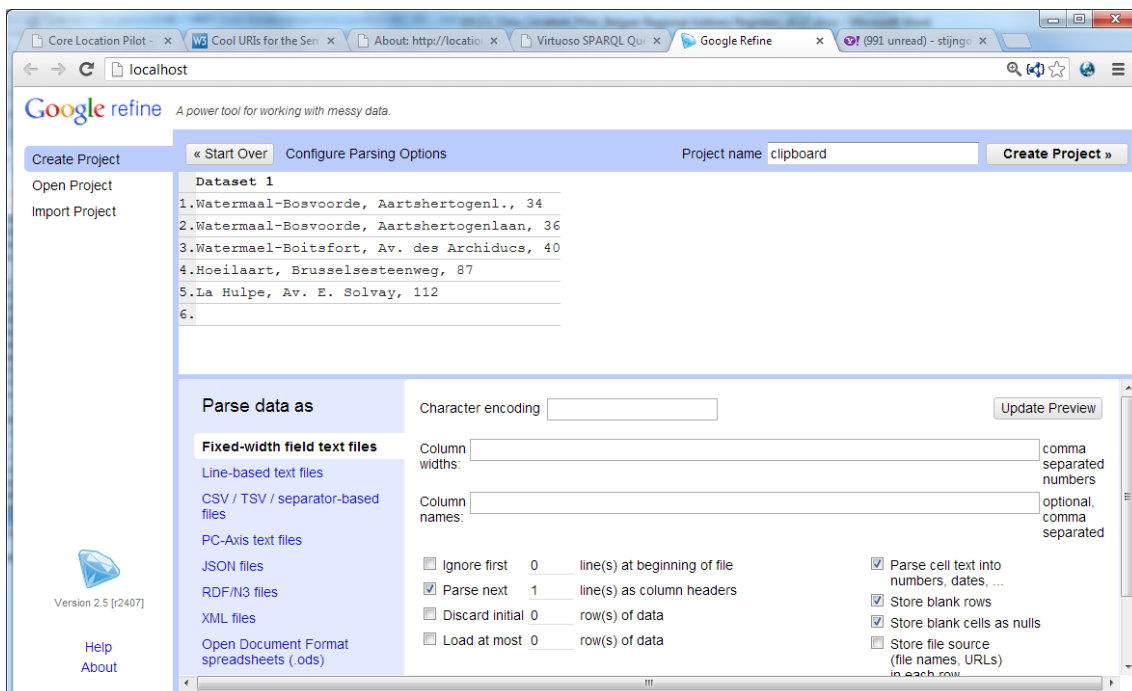 Core Location Pilot -
Cool URIs for the Sem
About: http://locatio
Virtuoso SPARQL Qu
Google Refine
(991 unread) - stijngo
localhost
Google refine A power tool for working with messy data.
Create Project
Open Project
Import Project
« Start Over Configure Parsing Options Project name clipboard Create Project »
Dataset 1
1. Watermaal-Bosvoorde, Aartshertogenl., 34
2. Watermaal-Bosvoorde, Aartshertogenlaan, 36
3. Watermael-Boitsfort, Av. des Archiducs, 40
4. Hoeilaart, Brusselsesteenweg, 87
5. La Hulpe, Av. E. Solvay, 112
6.
Parse data as
Fixed-width field text files
Line-based text files
CSV / TSV / separator-based
files
PC-Axis text files
JSON files
RDF/N3 files
XML files
Open Document Format
spreadsheets (.ods)
Character encoding Update Preview
Column
widths:
comma
separated
numbers
Column
names:
optional,
comma
separated
Ignore first 0 line(s) at beginning of file
Parse next 1 line(s) as column headers
Discard initial 0 row(s) of data
Load at most 0 row(s) of data
Parse cell text into
numbers, dates, ...
Store blank rows
Store blank cells as nulls
Store file source
(file names, URLs)
in each row
Version 2.5 [r2407]
Help
About